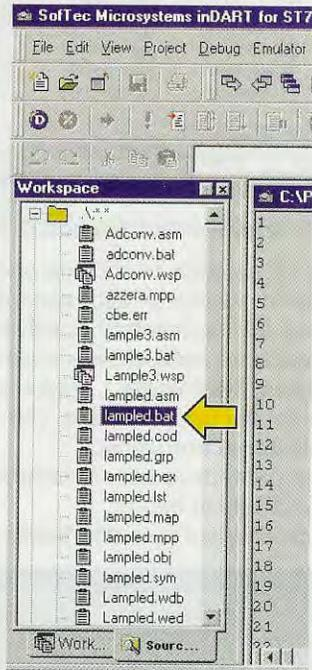 SofTec Microsystems inDART for ST7
File Edit View Project Debug Emulator
Workspace
C:\P
.\*.*
Adconv.asm
adconv.bat
Adconv.wsp
azzera.mpp
cbe.err
lample3.asm
lample3.bat
Lample3.wsp
lampled.asm
lampled.bat
lampled.cod
lampled.grp
lampled.hex
lampled.lst
lampled.map
lampled.mpp
lampled.obj
lampled.sym
Lampled.wdb
Lampled.wed
Work... Sourc...
1
2
3
4
5
6
7
8
9
10
11
12
13
14
15
16
17
18
19
20
21
22